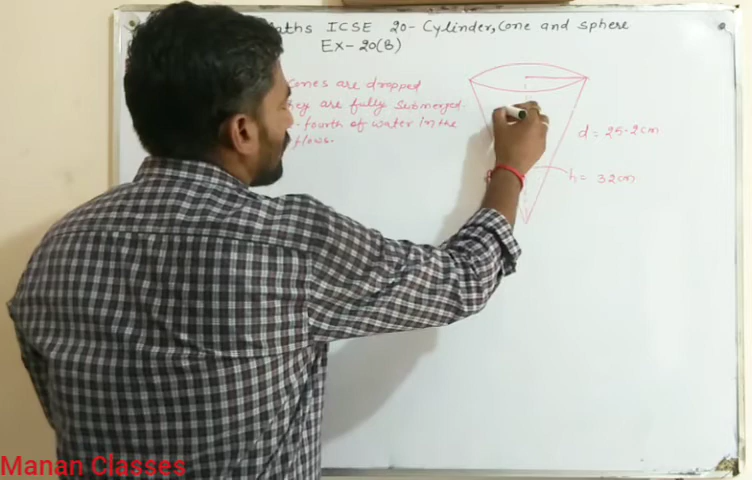 Maths ICSE 20- Cylinder, Cone and sphere
Ex- 20(B)
Cones are dropped
they are fully submerged.
- fourth of water in the
flows.
d = 25.2cm
h = 32cm
Manan Classes